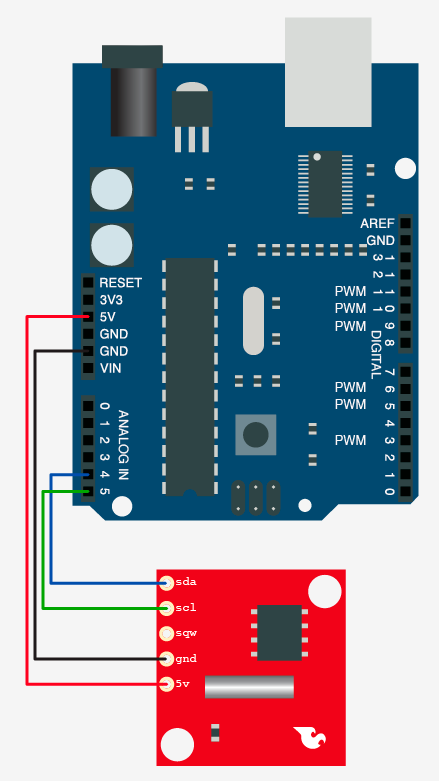 AREF
GND
RESET
3V3
5V
GND
GND
VIN
13
12
PWM 11
PWM 10
PWM 9
8
DIGITAL
7
PWM 6
PWM 5
4
PWM 3
2
1
0
ANALOG IN
0
1
2
3
4
5
sda
scl
sqw
gnd
5v